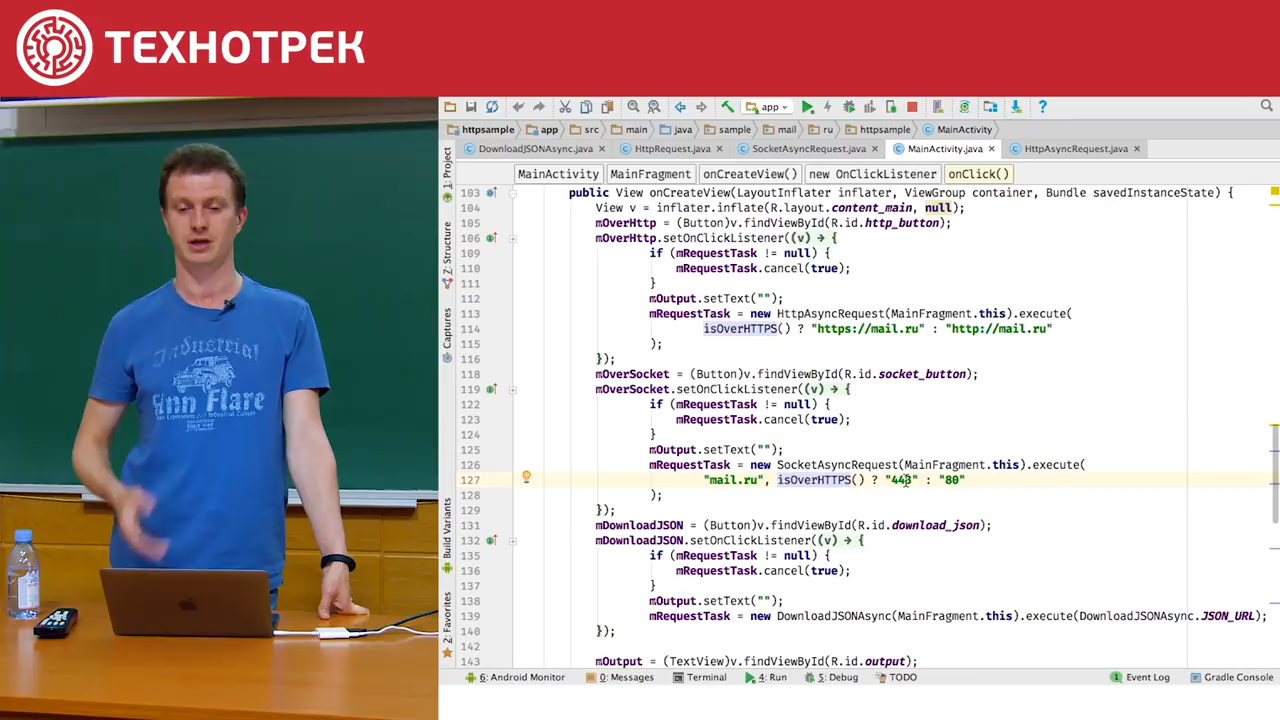 ТЕХНОТРЕК
app
httpsample app src main java sample mail ru httpsample MainActivity
DownloadJSONAsync.java HttpRequest.java SocketAsyncRequest.java MainActivity.java HttpAsyncRequest.java
MainActivity MainFragment onCreateView() new OnClickListener onClick()
1: Project
7: Structure
Captures
Build Variants
2: Favorites
103 public View onCreateView(LayoutInflater inflater, ViewGroup container, Bundle savedInstanceState) {
104 View v = inflater.inflate(R.layout.content_main, null);
105 mOverHttp = (Button)v.findViewById(R.id.http_button);
106 mOverHttp.setOnClickListener((v) → {
109 if (mRequestTask != null) {
110 mRequestTask.cancel(true);
111 }
112 mOutput.setText("");
113 mRequestTask = new HttpAsyncRequest(MainFragment.this).execute(
114 isOverHTTPS() ? "https://mail.ru" : "http://mail.ru"
115 );
116 });
118 mOverSocket = (Button)v.findViewById(R.id.socket_button);
119 mOverSocket.setOnClickListener((v) → {
122 if (mRequestTask != null) {
123 mRequestTask.cancel(true);
124 }
125 mOutput.setText("");
126 mRequestTask = new SocketAsyncRequest(MainFragment.this).execute(
127 "mail.ru", isOverHTTPS() ? "443" : "80"
128 );
129 });
131 mDownloadJSON = (Button)v.findViewById(R.id.download_json);
132 mDownloadJSON.setOnClickListener((v) → {
135 if (mRequestTask != null) {
136 mRequestTask.cancel(true);
137 }
138 mOutput.setText("");
139 mRequestTask = new DownloadJSONAsync(MainFragment.this).execute(DownloadJSONAsync.JSON_URL);
140 });
142
143 mOutput = (TextView)v.findViewById(R.id.output);
6: Android Monitor 0: Messages Terminal 4: Run 5: Debug TODO 1 Event Log Gradle Console
Industrial
Finn Flare